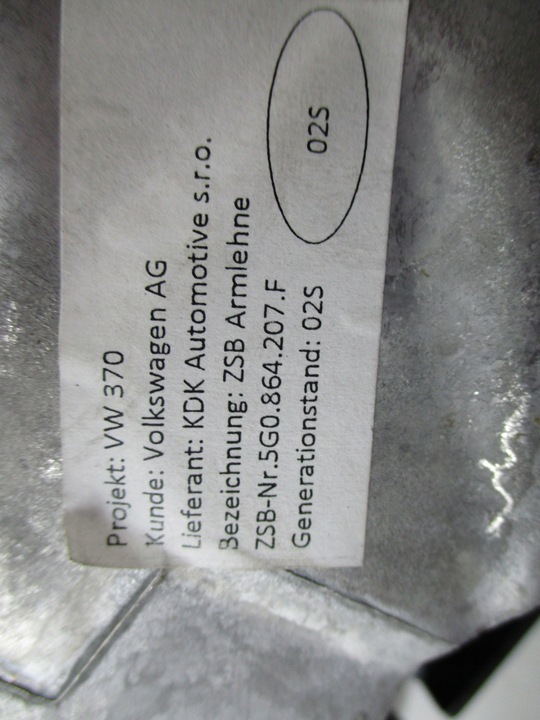 Projekt: VW 370
Kunde: Volkswagen AG
Lieferant: KDK Automotive s.r.o.
Bezeichnung: ZSB Armlehne
ZSB-Nr.5G0.864.207.F
Generationstand: 02S
02S